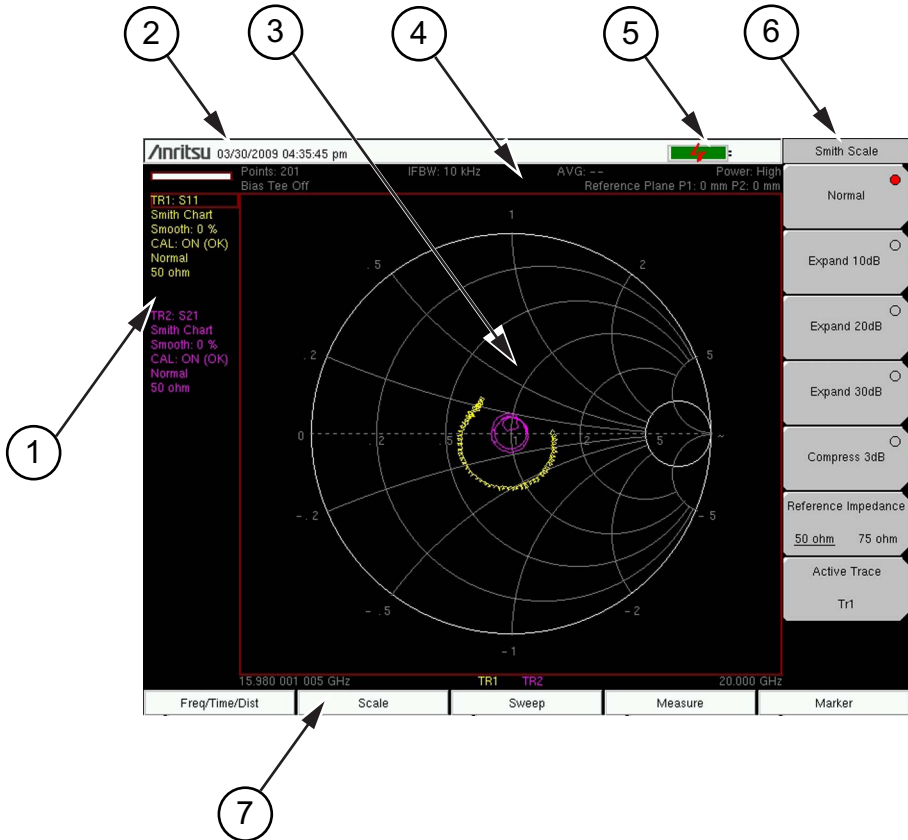 2
3
4
5
6
Anritsu 03/30/2009 04:35:45 pm
Smith Scale
Points: 201 IFBW: 10 kHz AVG: -- Power: High
Bias Tee Off Reference Plane P1: 0 mm P2: 0 mm
TR1: S11
Smith Chart
Smooth: 0 %
CAL: ON (OK)
Normal
50 ohm
TR2: S21
Smith Chart
Smooth: 0 %
CAL: ON (OK)
Normal
50 ohm
1
1
.5
2
.2
5
0
.2
.5
1
2
5
~
-.2
-5
-.5
-2
-1
15.980 001 005 GHz TR1 TR2 20.000 GHz
Normal
Expand 10dB
Expand 20dB
Expand 30dB
Compress 3dB
Reference Impedance
50 ohm 75 ohm
Active Trace
Tr1
Freq/Time/Dist Scale Sweep Measure Marker
7